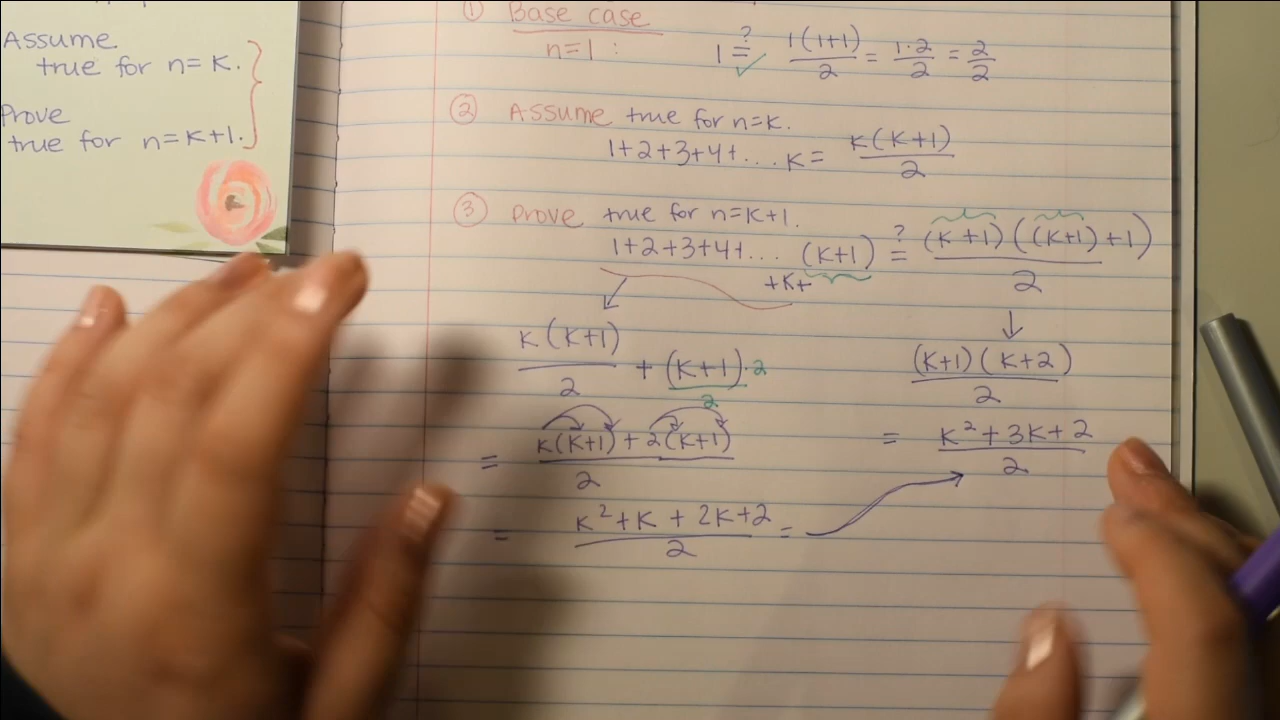 Assume
true for n=K.
Prove
true for n=K+1.
① Base case
n=1 :
1 ?= 1(1+1)/2 = 1·2/2 = 2/2
② Assume true for n=K.
1+2+3+4+.... K = K(K+1)/2
③ Prove true for n=K+1.
1+2+3+4+... (K+1) ?= (K+1)((K+1)+1)/2
+K+
K(K+1)/2 + (K+1)·2/2
(K+1)(K+2)/2
= K(K+1)+2(K+1)/2
= K²+3K+2/2
= K²+K+2K+2/2 =